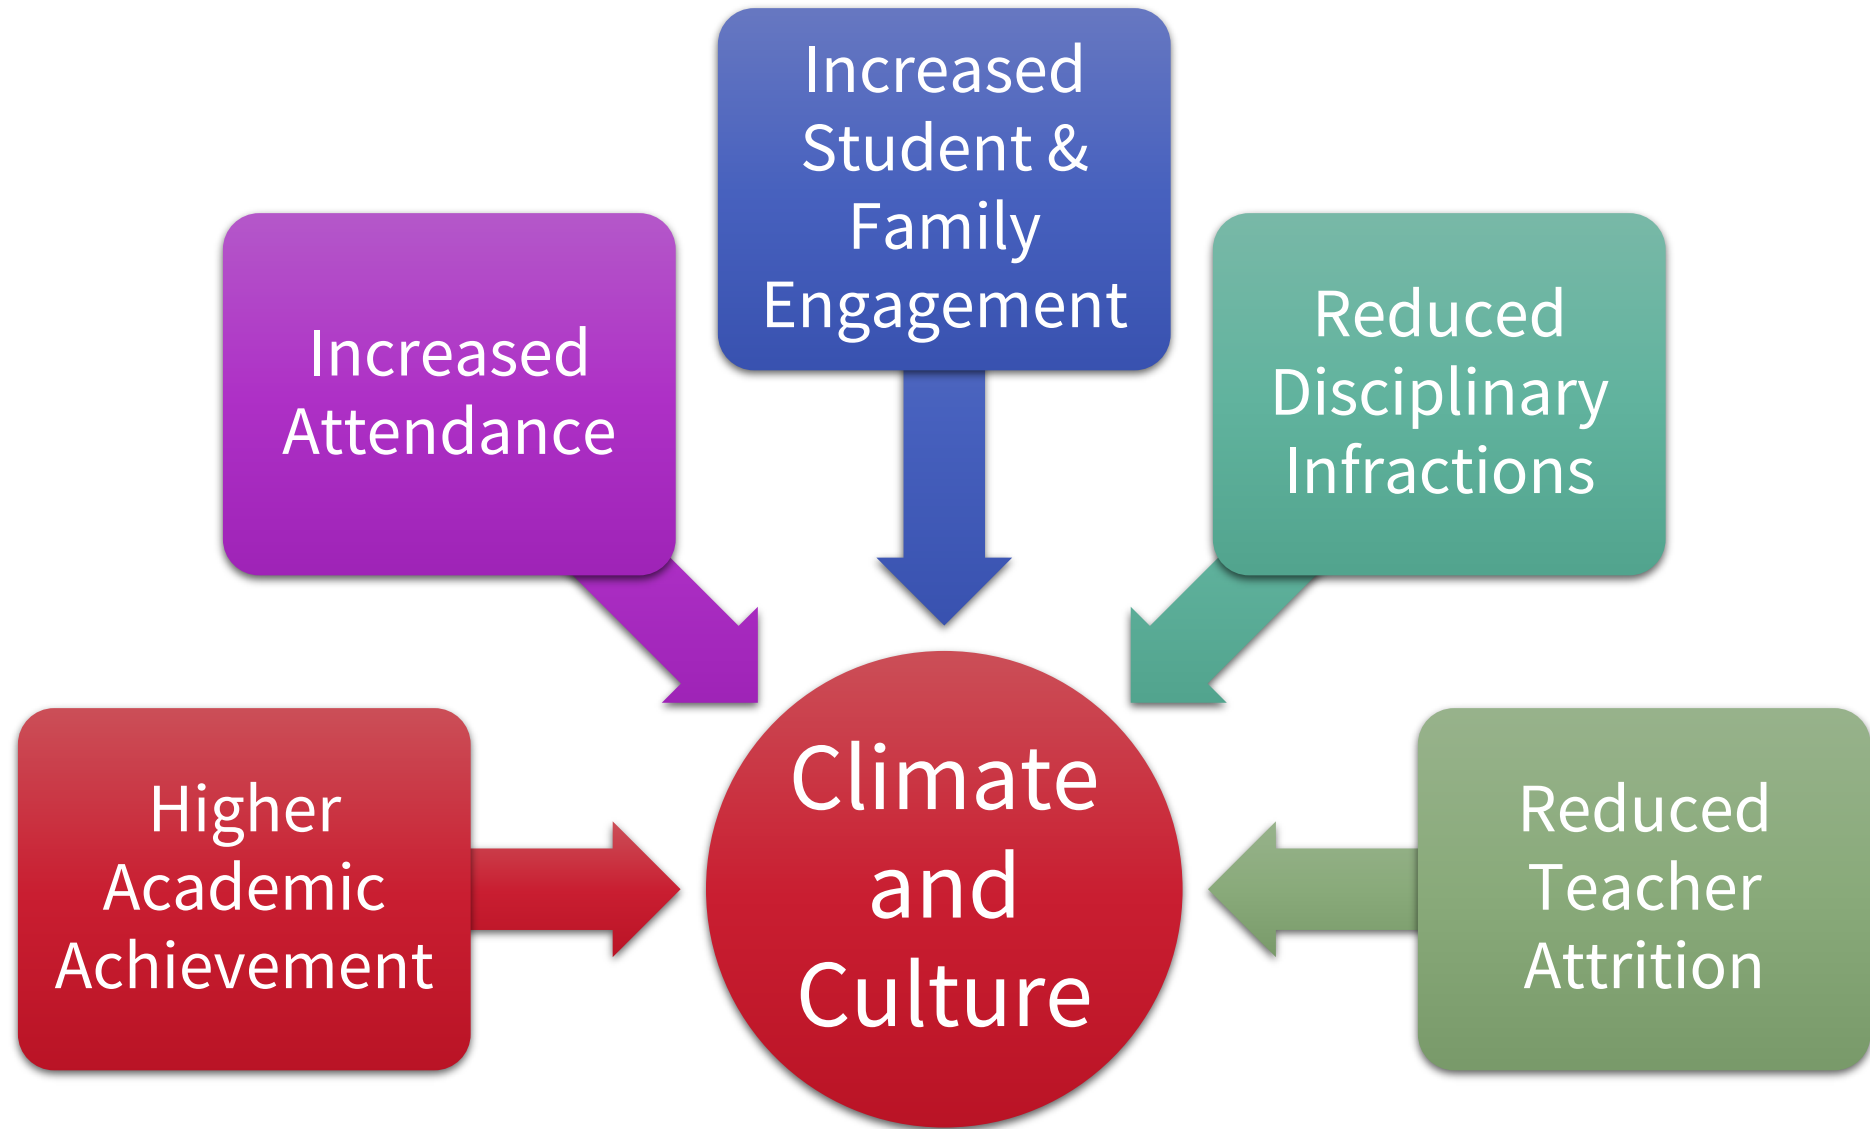 Increased
Student &
Family
Engagement
Increased
Attendance
Reduced
Disciplinary
Infractions
Higher
Academic
Achievement
Climate
and
Culture
Reduced
Teacher
Attrition